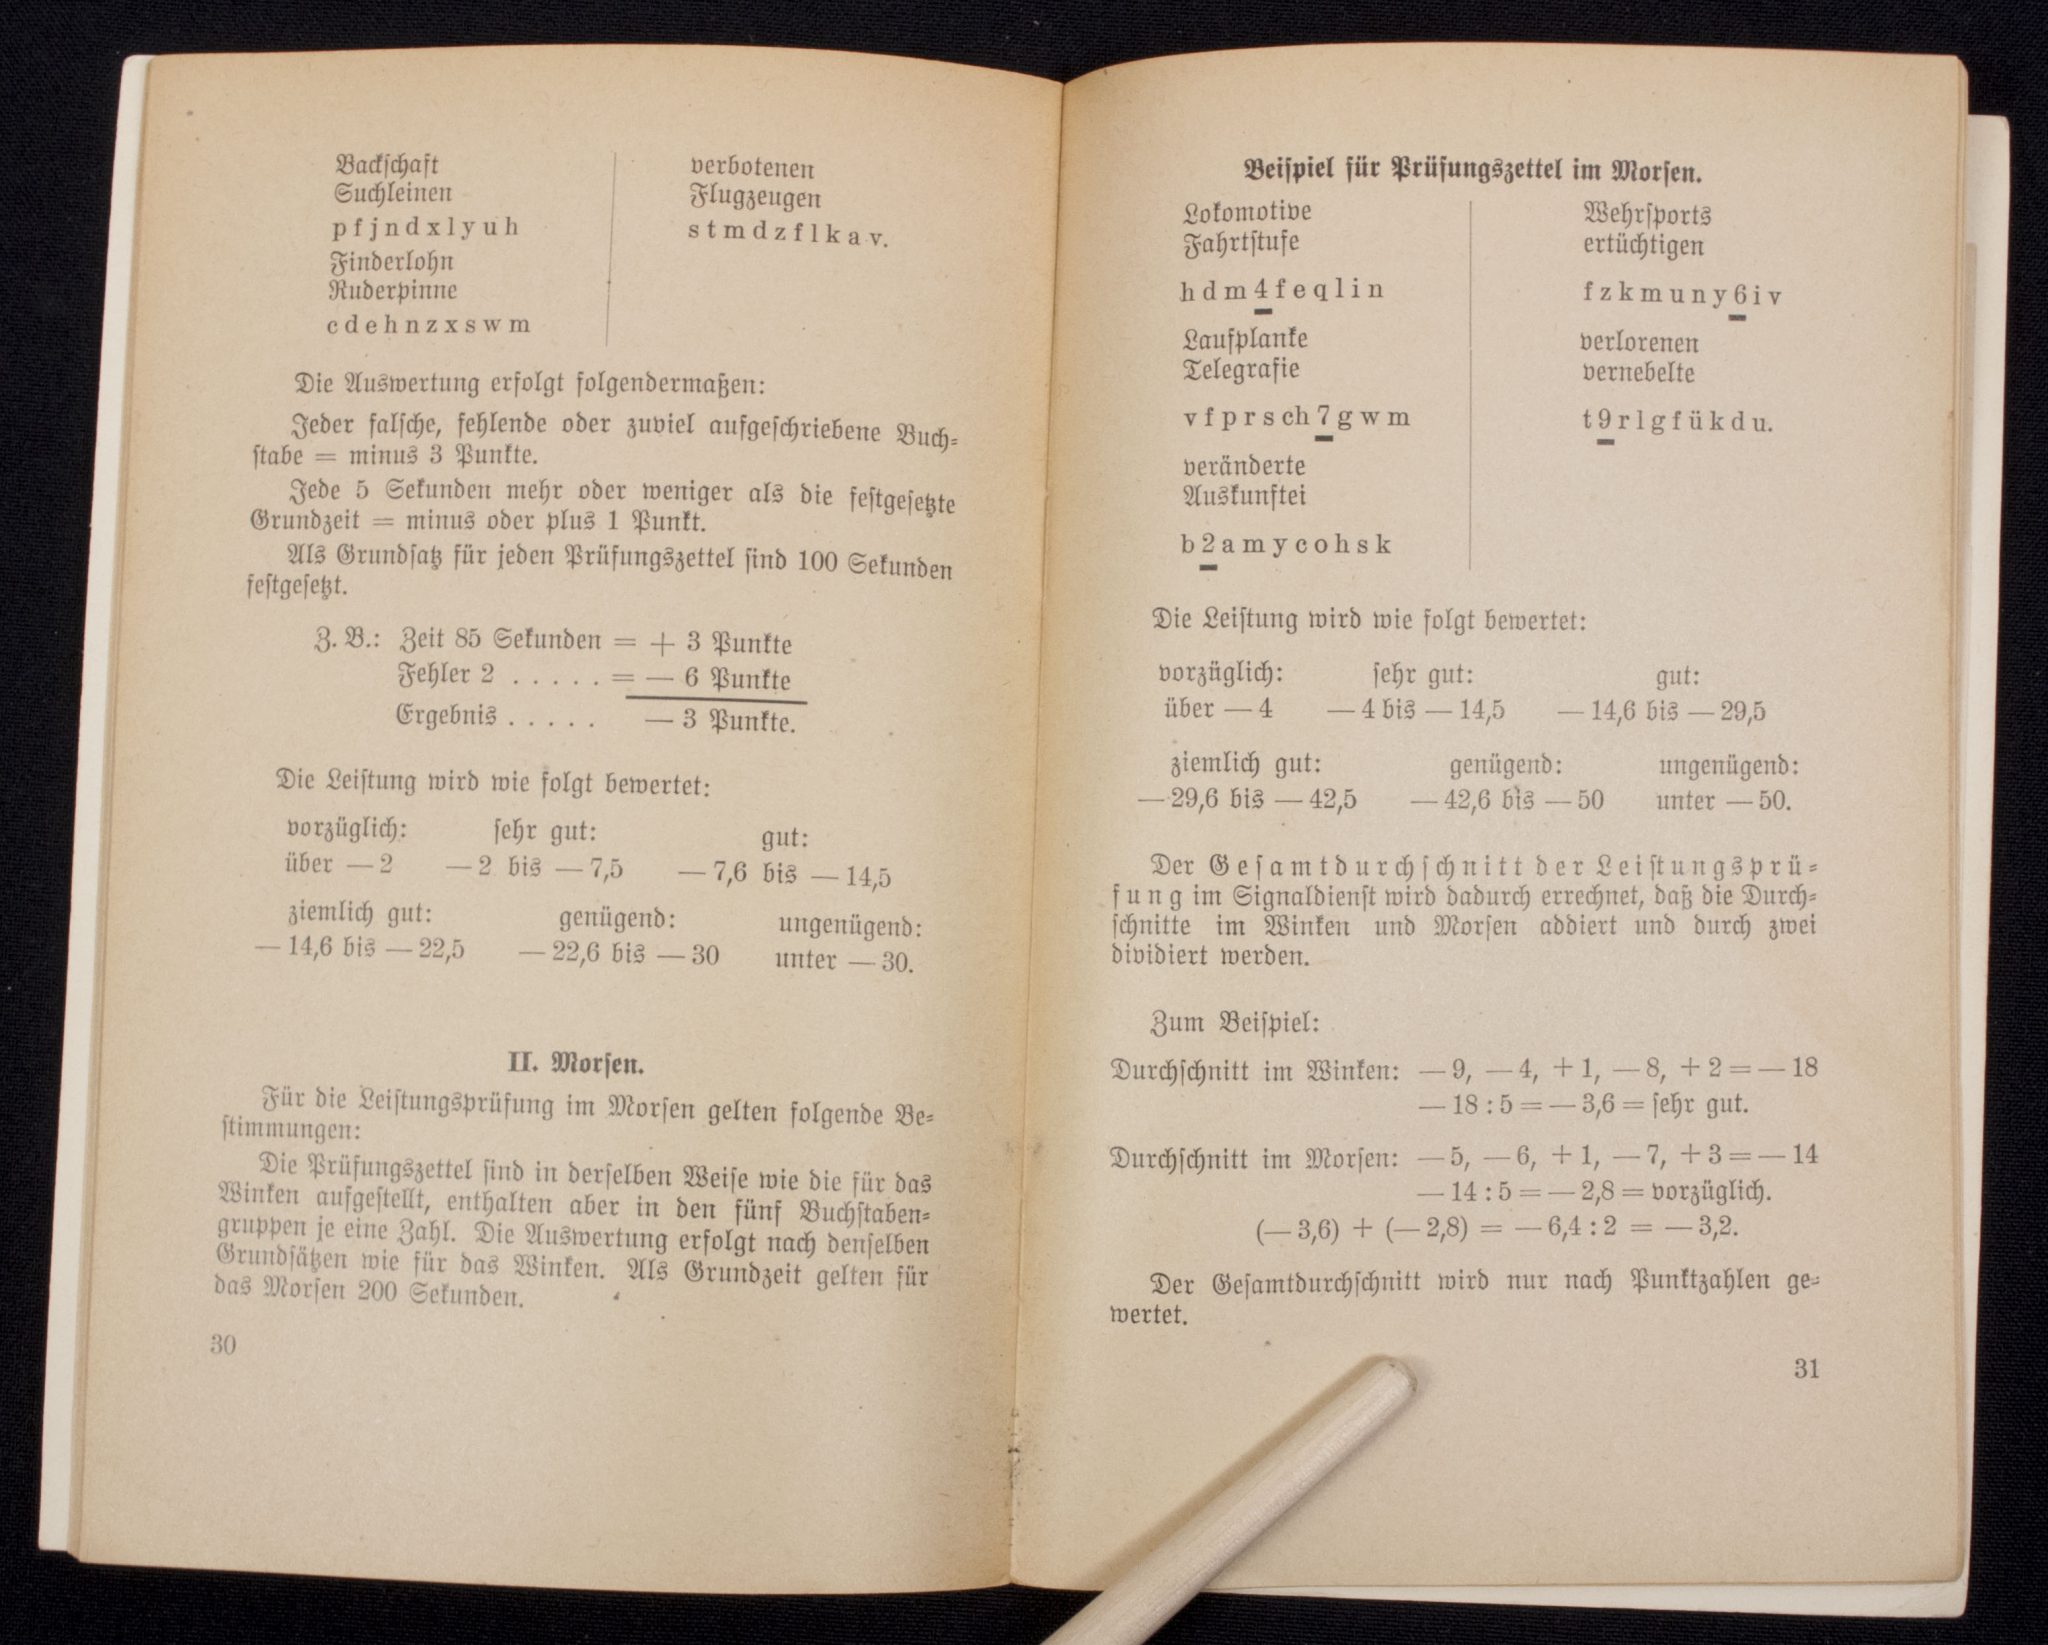 Backschaft
Suchleinen
pfjndxlyuh
Finderlohn
Ruderpinne
cdehnzxswm
verbotenen
Flugzeugen
stmdzflkav.
Die Auswertung erfolgt folgendermaßen:
Jeder falsche, fehlende oder zuviel aufgeschriebene Buch-
stabe = minus 3 Punkte.
Jede 5 Sekunden mehr oder weniger als die festgesetzte
Grundzeit = minus oder plus 1 Punkt.
Als Grundsatz für jeden Prüfungszettel sind 100 Sekunden
festgesetzt.
Z. B.: Zeit 85 Sekunden = + 3 Punkte
Fehler 2 . . . . . = — 6 Punkte
Ergebnis . . . . . — 3 Punkte.
Die Leistung wird wie folgt bewertet:
vorzüglich: sehr gut: gut:
über — 2 — 2 bis — 7,5 — 7,6 bis — 14,5
ziemlich gut: genügend: ungenügend:
— 14,6 bis — 22,5 — 22,6 bis — 30 unter — 30.
II. Morsen.
Für die Leistungsprüfung im Morsen gelten folgende Be-
stimmungen:
Die Prüfungszettel sind in derselben Weise wie die für das
Winken aufgestellt, enthalten aber in den fünf Buchstaben-
gruppen je eine Zahl. Die Auswertung erfolgt nach denselben
Grundsätzen wie für das Winken. Als Grundzeit gelten für
das Morsen 200 Sekunden.
30
Beispiel für Prüfungszettel im Morsen.
Lokomotive
Fahrtstufe
hdm4feqlin
Laufplanke
Telegrafie
vfprsch7gwm
veränderte
Auskunftei
b2amycohsk
Wehrsports
ertüchtigen
fzkmuny6iv
verlorenen
vernebelte
t9rlgfükdu.
Die Leistung wird wie folgt bewertet:
vorzüglich: sehr gut: gut:
über — 4 — 4 bis — 14,5 — 14,6 bis — 29,5
ziemlich gut: genügend: ungenügend:
— 29,6 bis — 42,5 — 42,6 bis — 50 unter — 50.
Der Gesamtdurchschnitt der Leistungsprü-
fung im Signaldienst wird dadurch errechnet, daß die Durch-
schnitte im Winken und Morsen addiert und durch zwei
dividiert werden.
Zum Beispiel:
Durchschnitt im Winken: — 9, — 4, + 1, — 8, + 2 = — 18
— 18 : 5 = — 3,6 = sehr gut.
Durchschnitt im Morsen: — 5, — 6, + 1, — 7, + 3 = — 14
— 14 : 5 = — 2,8 = vorzüglich.
(— 3,6) + (— 2,8) = — 6,4 : 2 = — 3,2.
Der Gesamtdurchschnitt wird nur nach Punktzahlen ge-
wertet.
31